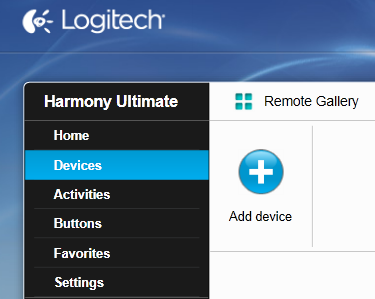 Logitech
Harmony Ultimate
Remote Gallery
Home
Devices
Activities
Buttons
Favorites
Settings
Add device